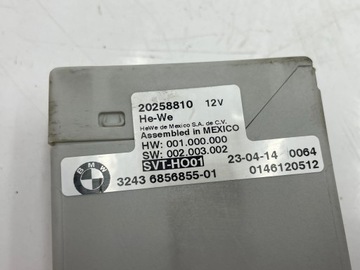 20258810 12V
He-We
HeWe de Mexico S.A. de C.V.
Assembled in MEXICO
HW: 001.000.000
SW: 002.003.002
SVT-HO01 23-04-14 0064
BMW 3243 6856855-01 0146120512